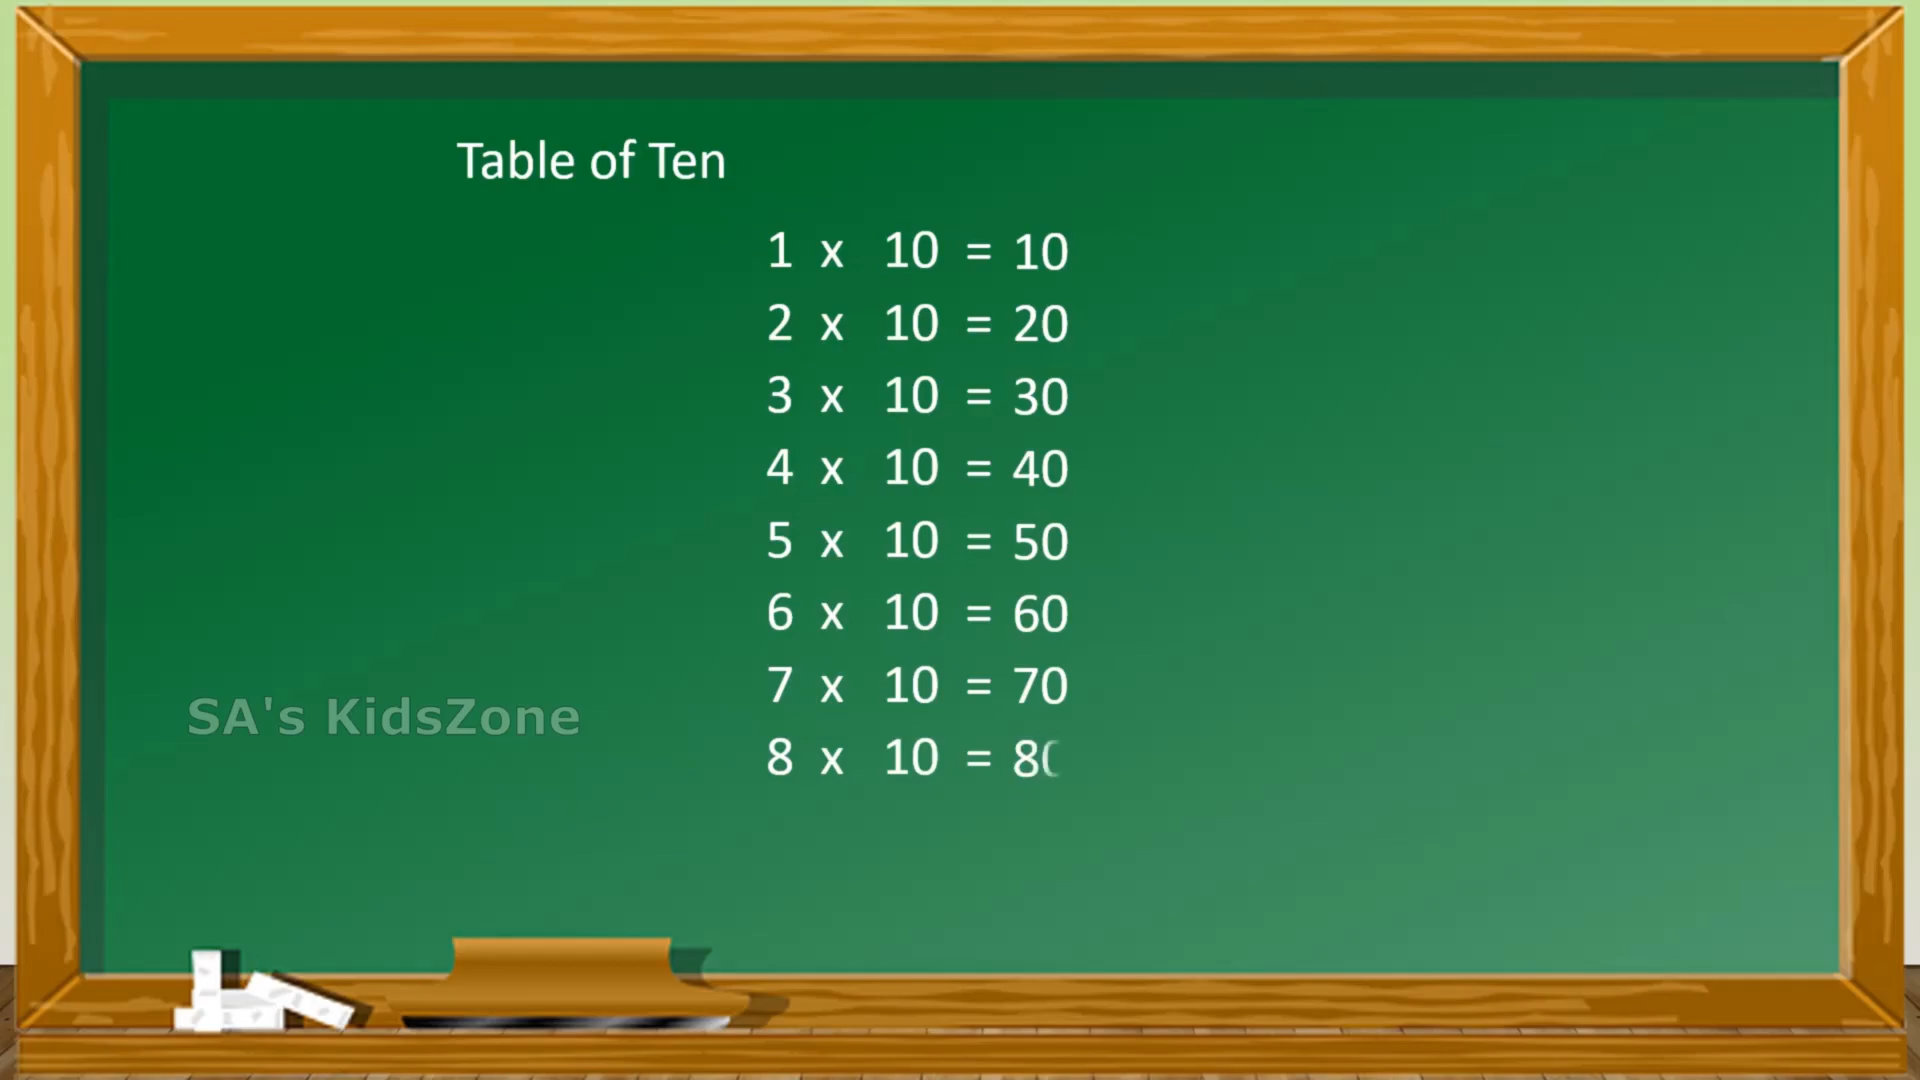 Table of Ten
1 x 10 = 10
2 x 10 = 20
3 x 10 = 30
4 x 10 = 40
5 x 10 = 50
6 x 10 = 60
7 x 10 = 70
SA's KidsZone
8 x 10 = 80